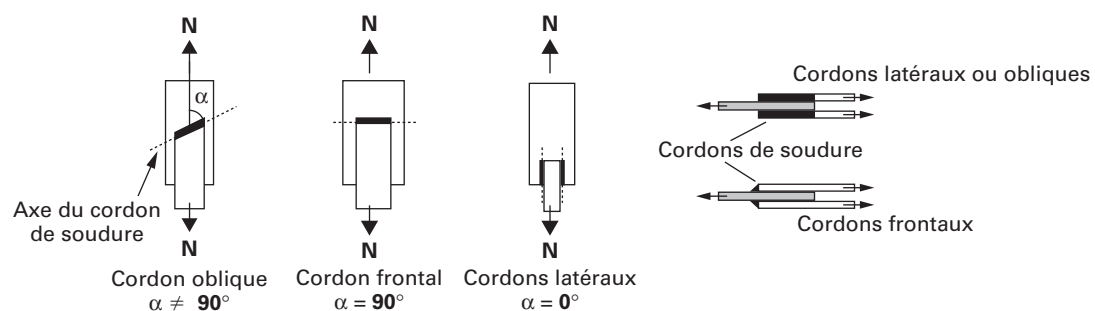 N N N
α
Axe du cordon
de soudure
N N N
Cordon oblique
α ≠ 90°
Cordon frontal
α = 90°
Cordons latéraux
α = 0°
Cordons latéraux ou obliques
Cordons de soudure
Cordons frontaux